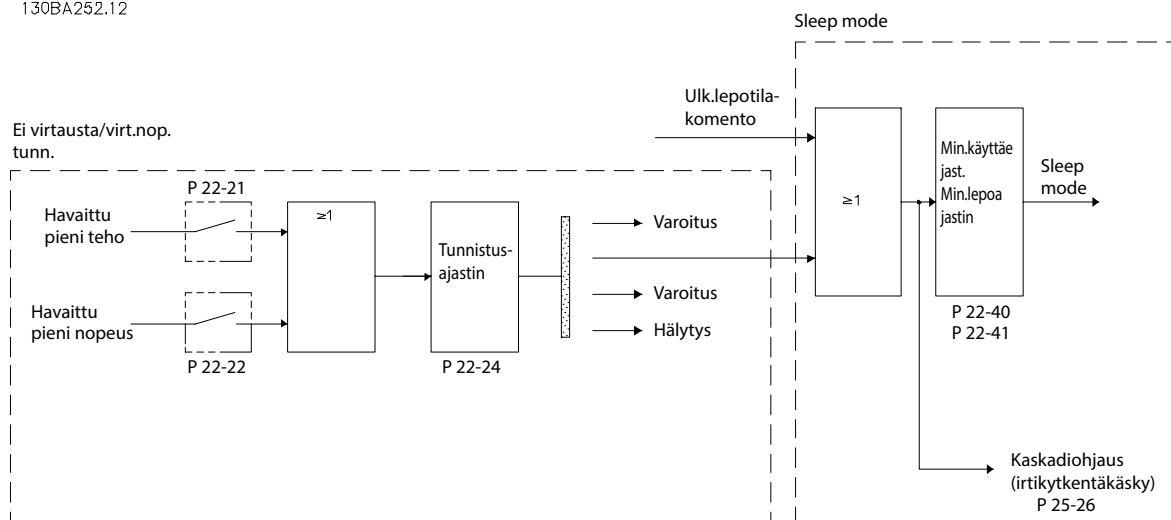 130BA252.12
Sleep mode
Ulk.lepotila-
komento
Ei virtausta/virt.nop.
tunn.
P 22-21
Havaittu
pieni teho
≥1
Tunnistus-
ajastin
Varoitus
Varoitus
Hälytys
Havaittu
pieni nopeus
P 22-22
P 22-24
≥1
Min.käyttäe
jast.
Min.lepoa
jastin
Sleep
mode
P 22-40
P 22-41
Kaskadiohjaus
(irtikytkentäkäsky)
P 25-26